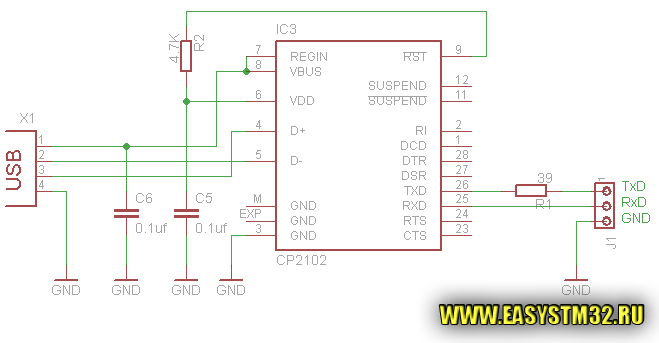 IC3
4.7K
R2
7 REGIN
8 VBUS
RST 9
SUSPEND 12
6 VDD
SUSPEND 11
X1
4 D+
RI 2
1
DCD 1
USB
2
5 D-
DTR 28
3
DSR 27
4
TXD 26
39
1
TxD
C6
C5
M GND
RXD 25
R1
RxD
EXP
0.1uf
0.1uf
GND
RTS 24
GND
3 GND
CTS 23
J1
CP2102
GND
GND
GND
GND
GND
WWW.EASYSTM32.RU